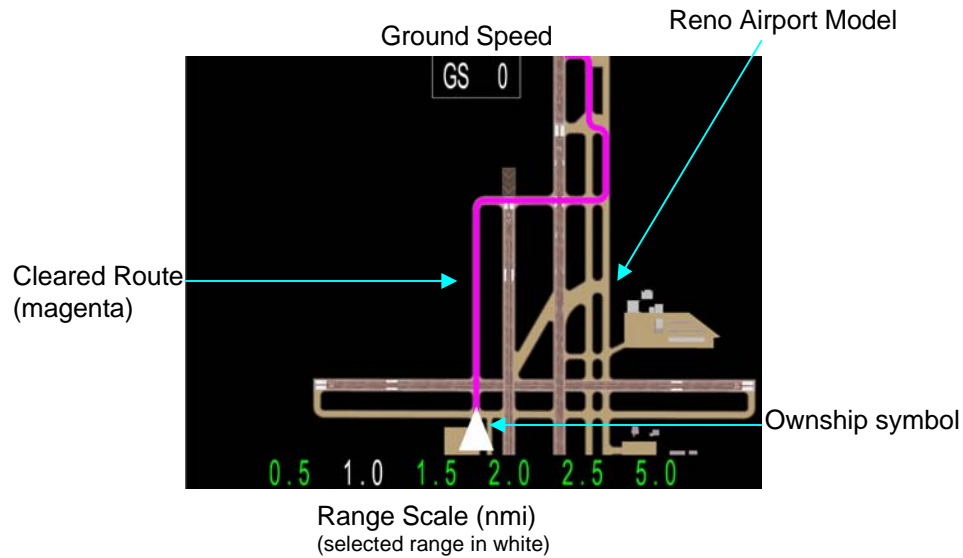 Reno Airport Model
Ground Speed
GS 0
Cleared Route
(magenta)
Ownship symbol
0.5 1.0 1.5 2.0 2.5 5.0
Range Scale (nmi)
(selected range in white)